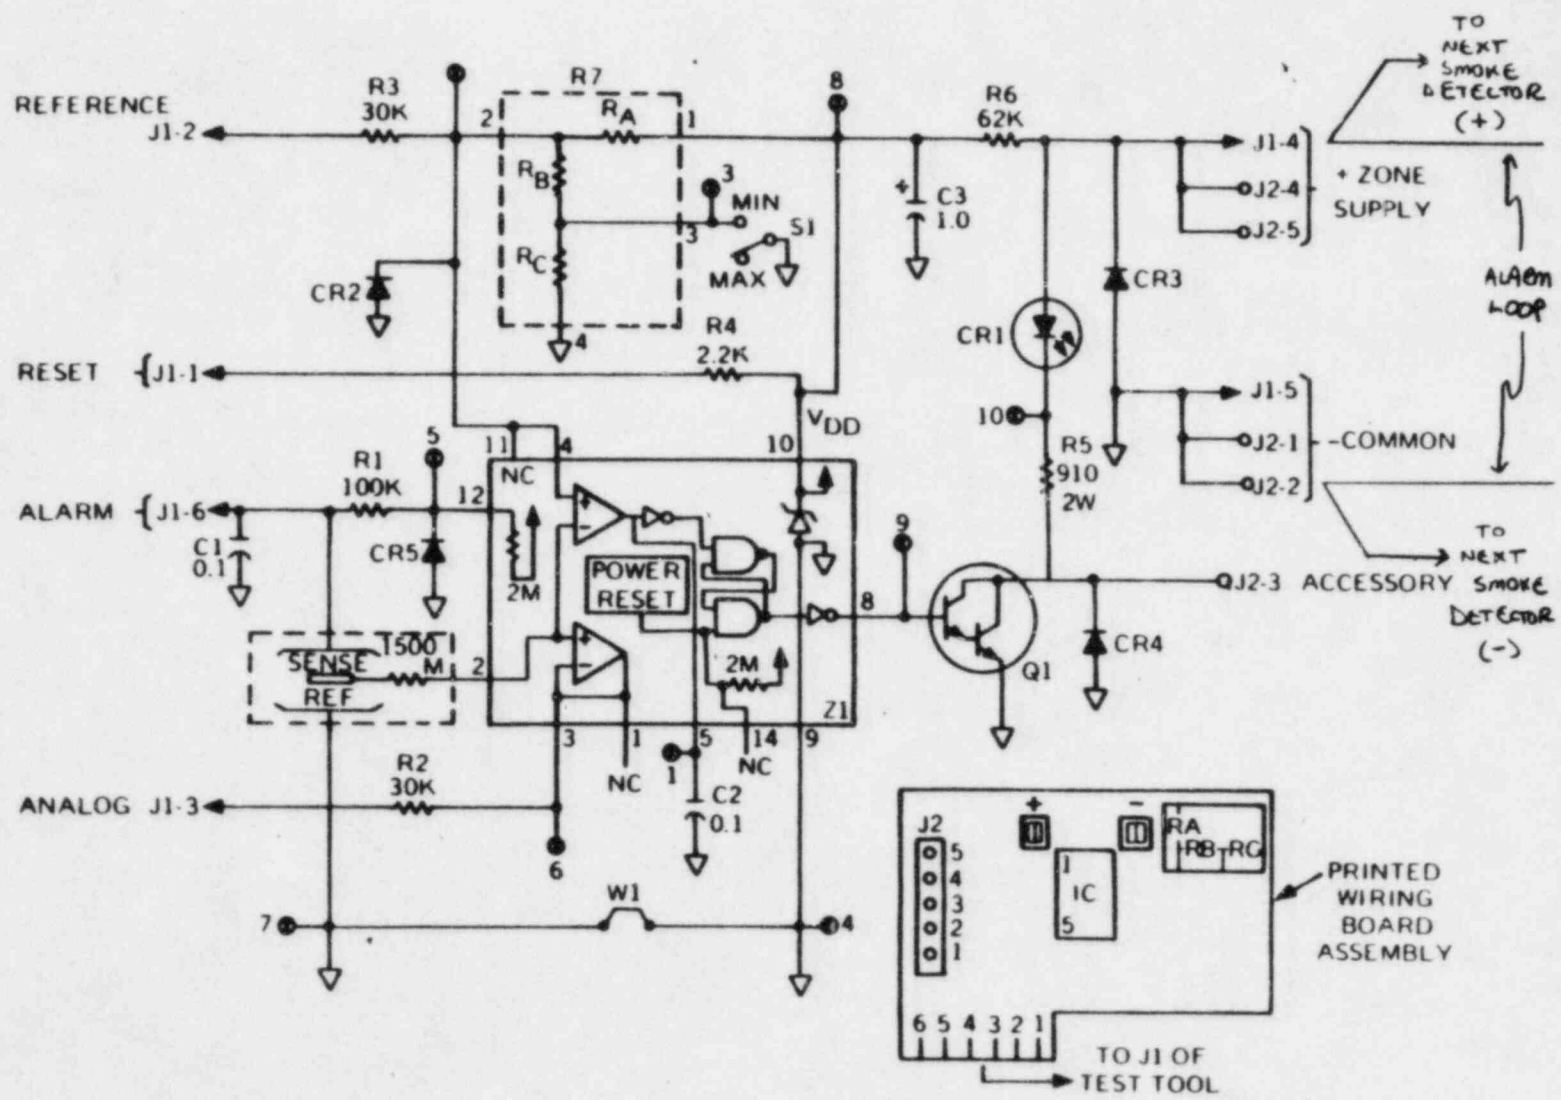 TO
NEXT
SMOKE
DETECTOR
(+)
REFERENCE
J1-2
R3
30K
2
R7
RA
1
8
R6
62K
J1-4
J2-4
J2-5
+ ZONE
SUPPLY
RB
RC
3
3
MIN
S1
MAX
+
C3
1.0
CR2
4
CR3
CR1
ALARM
LOOP
RESET
J1-1
R4
2.2K
10
VDD
10
J1-5
J2-1
J2-2
-COMMON
11
NC
4
5
R1
100K
R5
910
2W
ALARM
J1-6
12
C1
0.1
CR5
2M
+
-
POWER
RESET
9
8
J2-3 ACCESSORY
TO
NEXT
SMOKE
DETECTOR
(-)
SENSE
REF
1500
M
2
+
-
2M
Z1
Q1
CR4
3
1
5
14
9
1
NC
NC
R2
30K
ANALOG J1-3
C2
0.1
6
W1
7
4
J2
5
4
3
2
1
+
-
1
IC
5
RA
RB
RC
PRINTED
WIRING
BOARD
ASSEMBLY
6 5 4 3 2 1
TO J1 OF
TEST TOOL